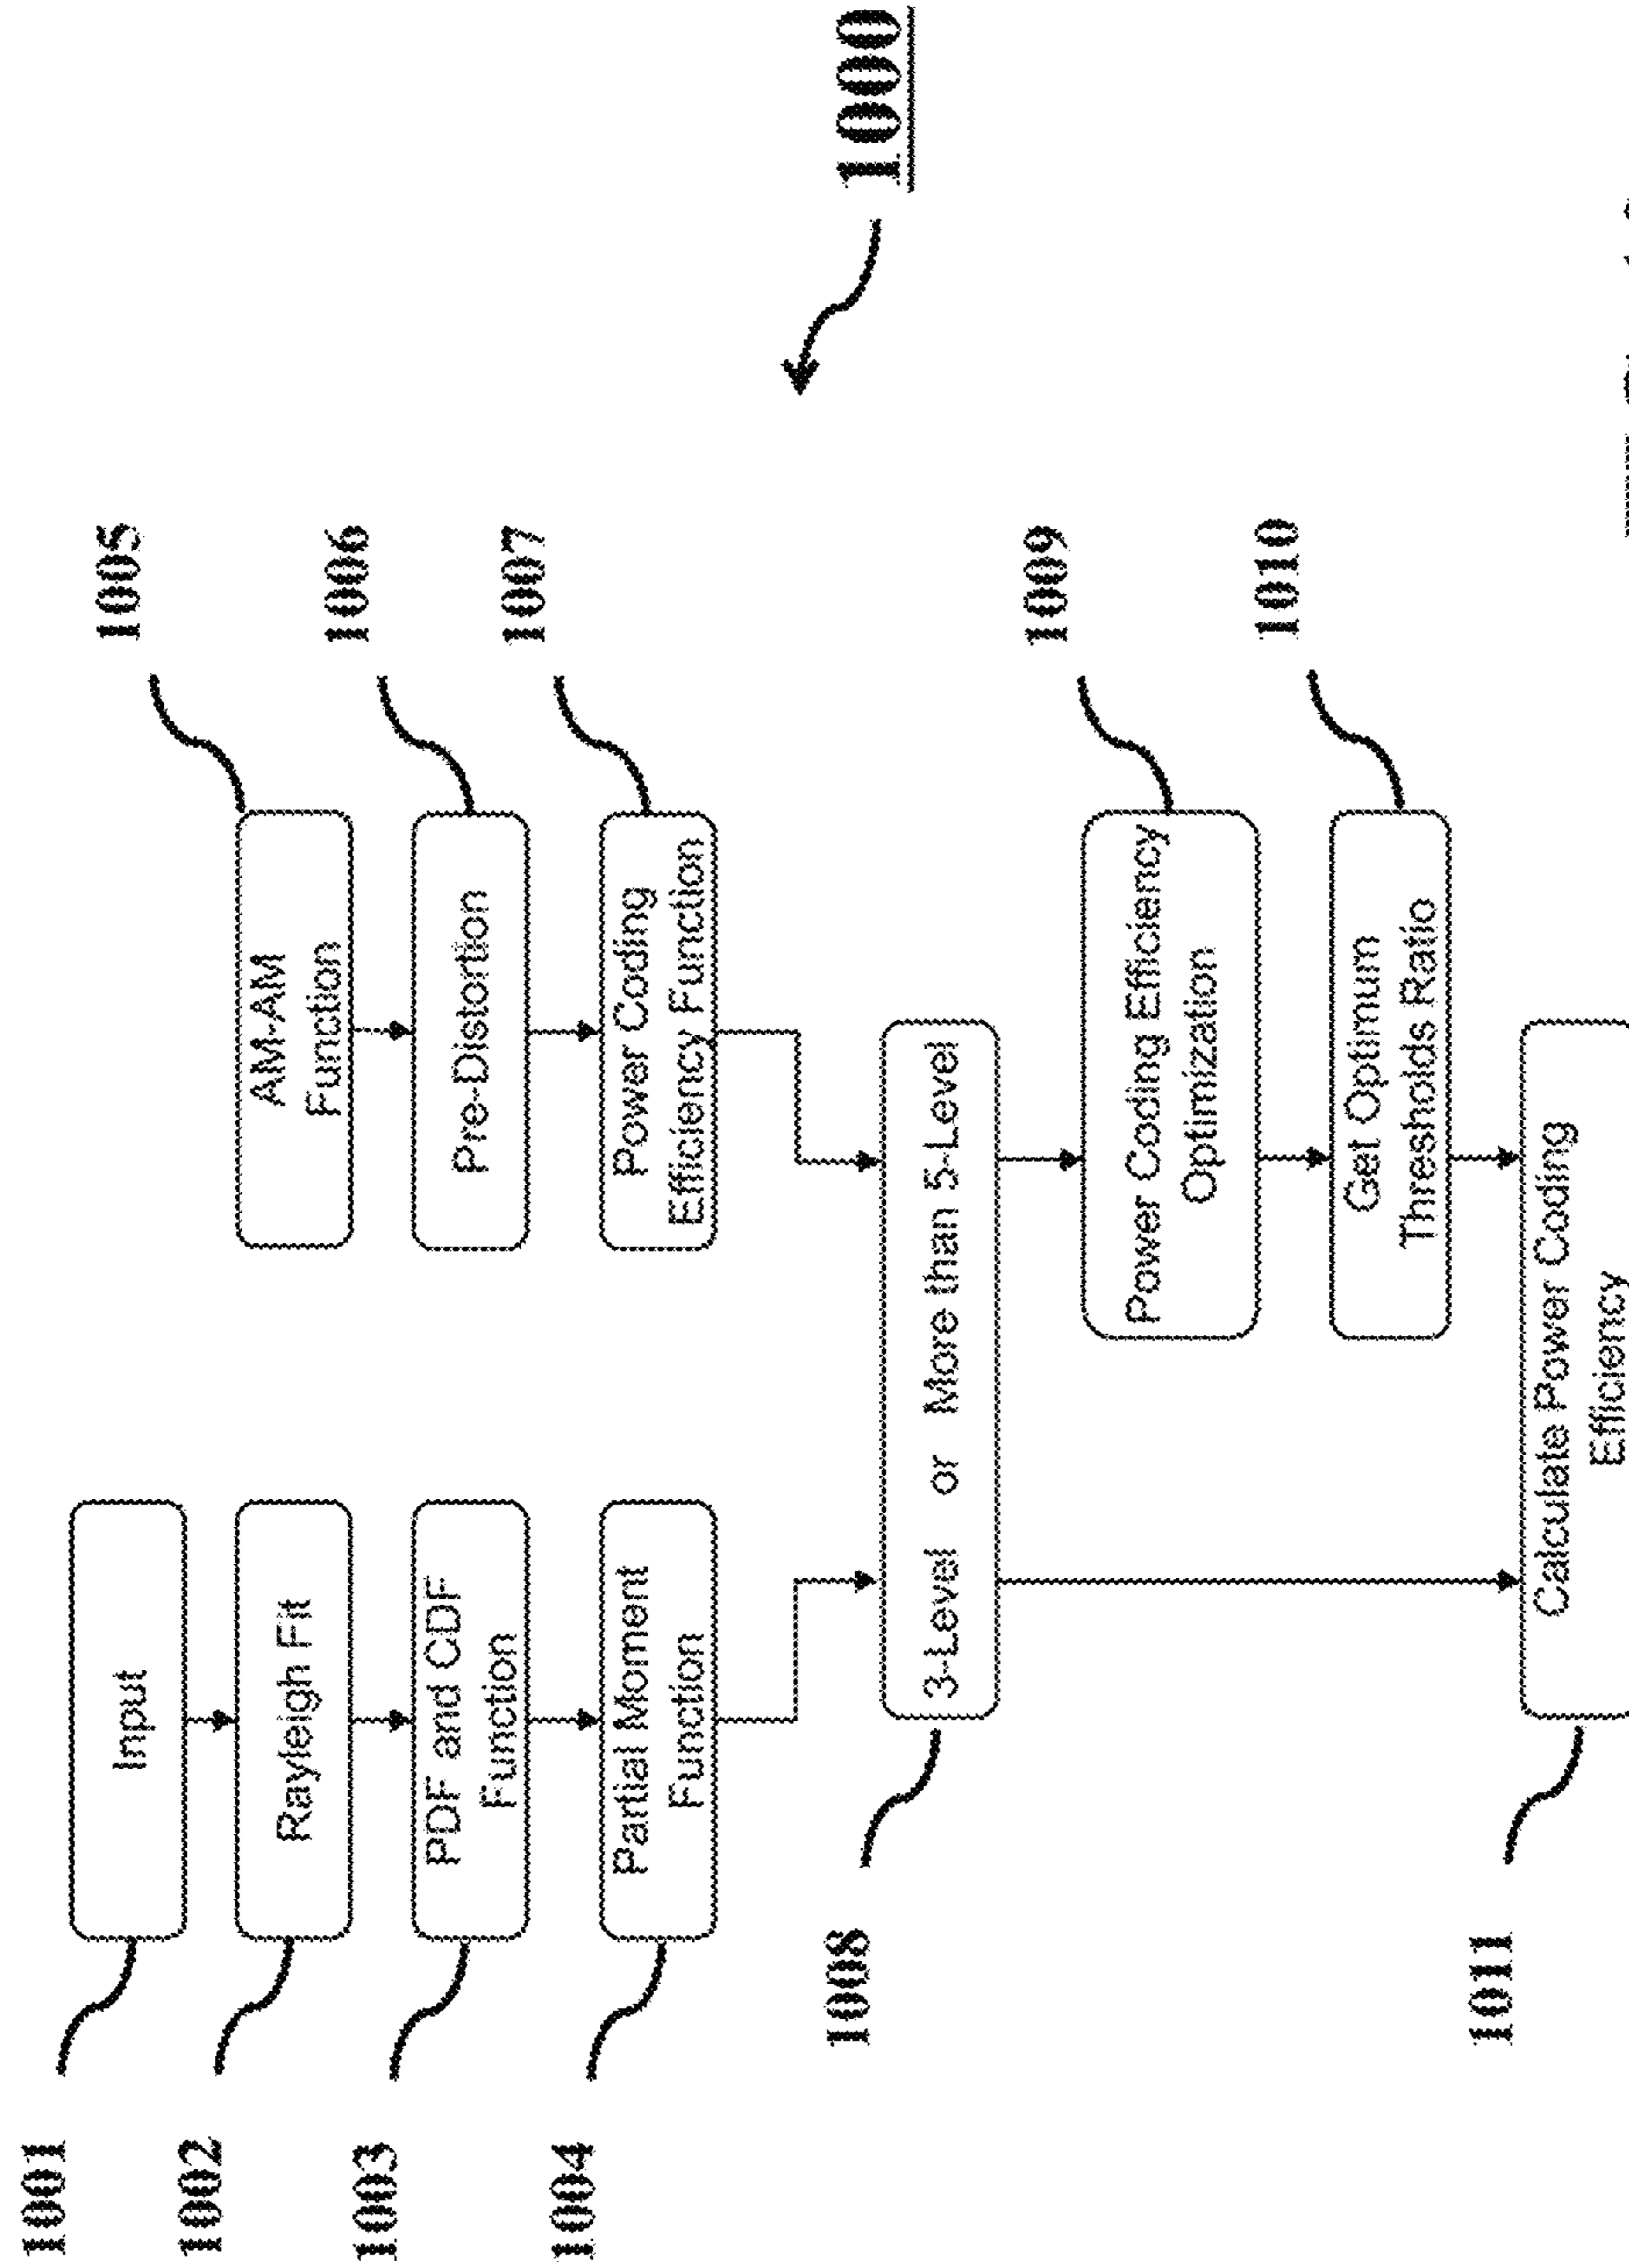 1001
Input
1002
Rayleigh Fit
1005
AM-AM
Function
1003
PDF and CDF
Function
1006
Pre-Distortion
1004
Partial Moment
Function
1007
Power Coding
Efficiency Function
1000
1008
3-Level or More than 5-Level
1009
Power Coding Efficiency
Optimization
1010
Get Optimum
Thresholds Ratio
1011
Calculate Power Coding
Efficiency